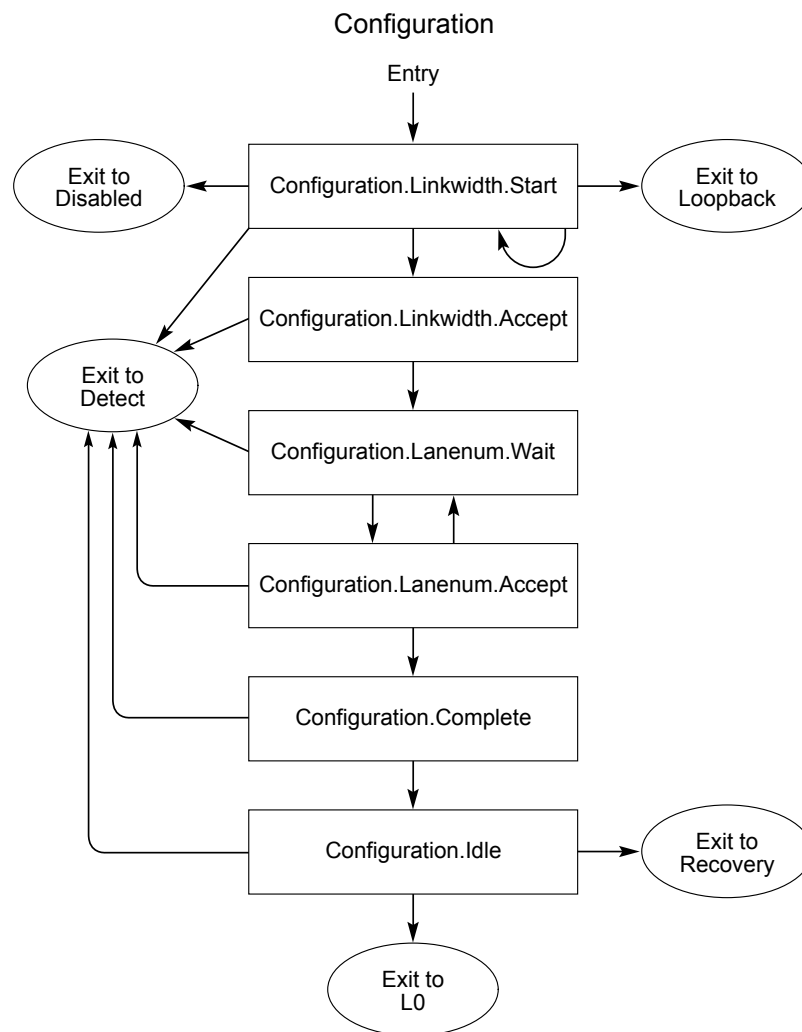 Configuration
Entry
Exit to
Disabled
Configuration.Linkwidth.Start
Exit to
Loopback
Configuration.Linkwidth.Accept
Exit to
Detect
Configuration.Lanenum.Wait
Configuration.Lanenum.Accept
Configuration.Complete
Configuration.Idle
Exit to
Recovery
Exit to
L0